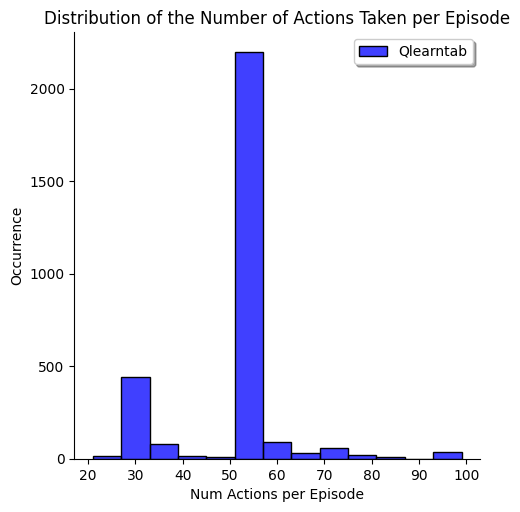 Distribution of the Number of Actions Taken per Episode
Qlearntab
2000
1500
1000
500
0
Occurrence
20 30 40 50 60 70 80 90 100
Num Actions per Episode